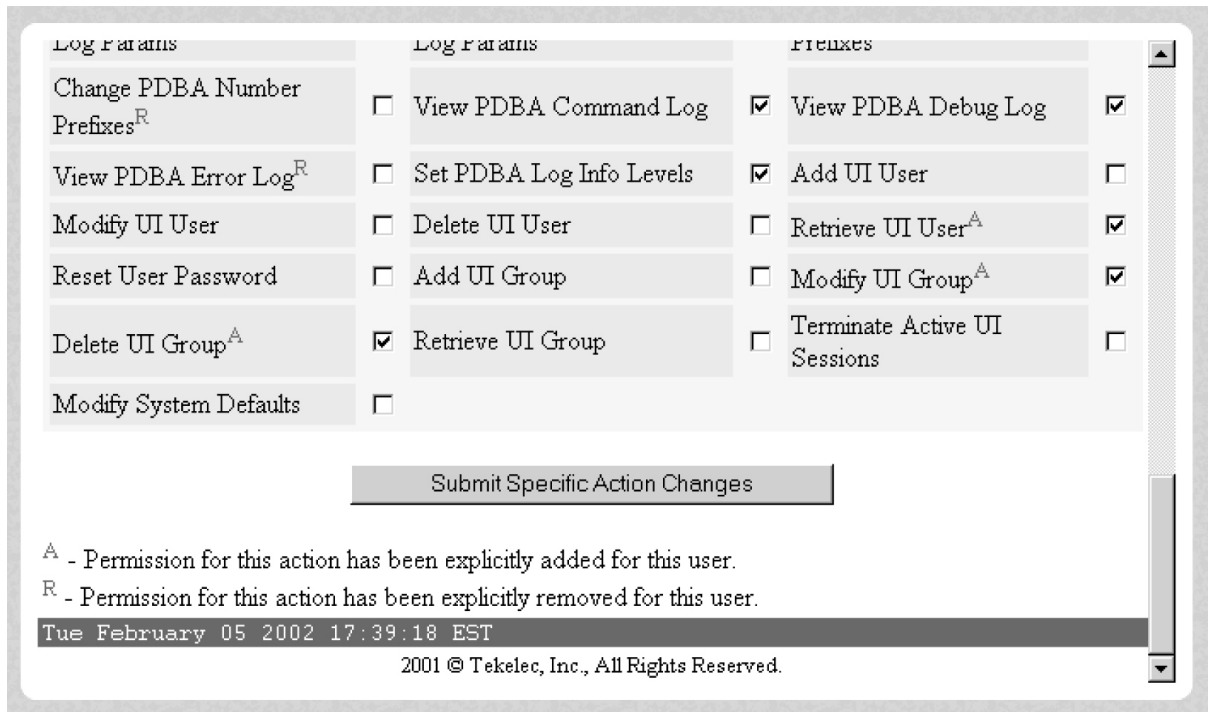 Log Params Log Params Prefixes
Change PDBA Number
Prefixes^R View PDBA Command Log View PDBA Debug Log
View PDBA Error Log^R Set PDBA Log Info Levels Add UI User
Modify UI User Delete UI User Retrieve UI User^A
Reset User Password Add UI Group Modify UI Group^A
Delete UI Group^A Retrieve UI Group Terminate Active UI
Sessions
Modify System Defaults
Submit Specific Action Changes
A - Permission for this action has been explicitly added for this user.
R - Permission for this action has been explicitly removed for this user.
Tue February 05 2002 17:39:18 EST
2001 © Tekelec, Inc., All Rights Reserved.